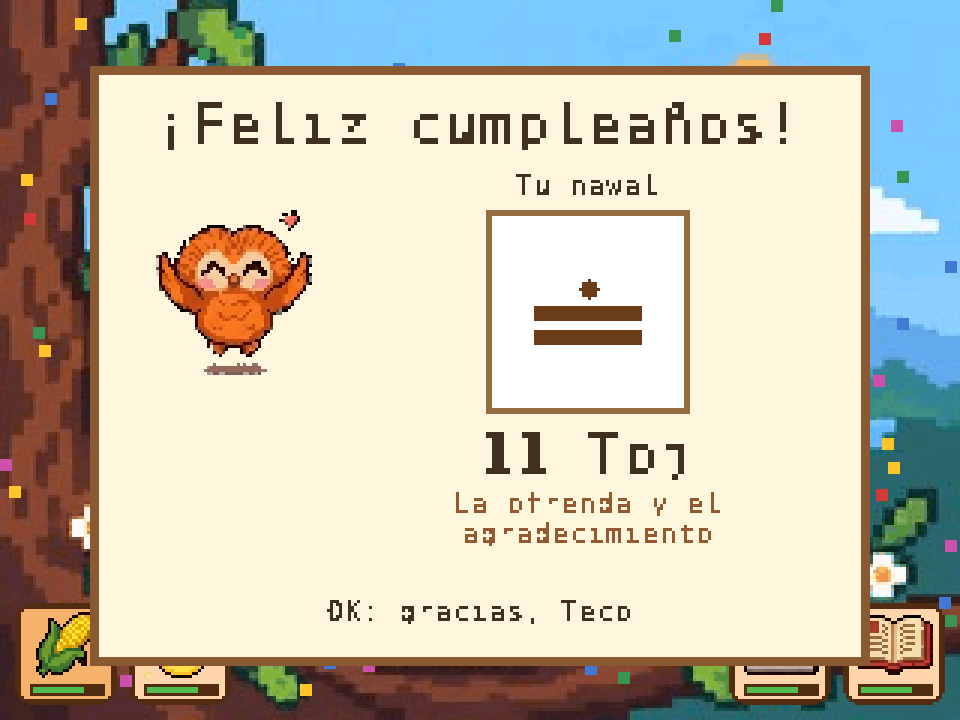 ¡Feliz cumpleaños!
Tu nawal
11 Toj
La ofrenda y el
agradecimiento
OK: gracias, Teco